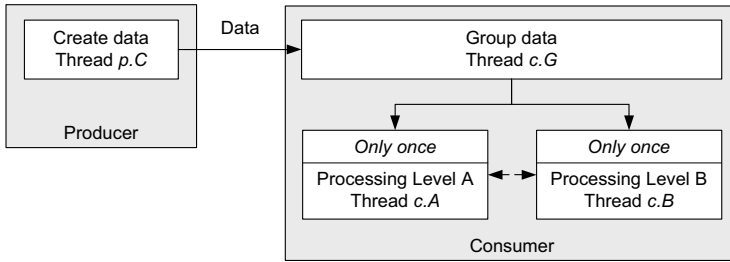 Create data
Thread p.C
Data
Group data
Thread c.G
Producer
Only once
Processing Level A
Thread c.A
Only once
Processing Level B
Thread c.B
Consumer